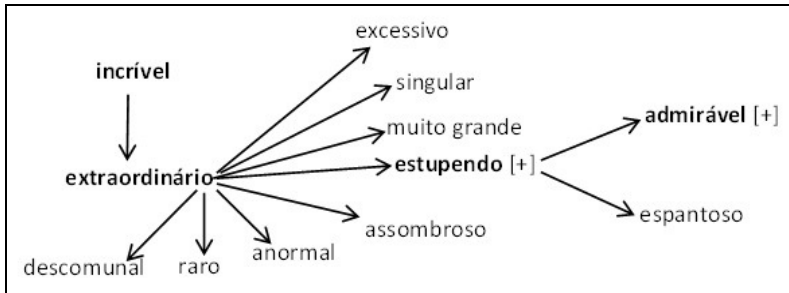 excessivo
incrível
singular
admirável [+]
muito grande
extraordinário
estupendo [+]
espantoso
assombroso
anormal
descomunal
raro